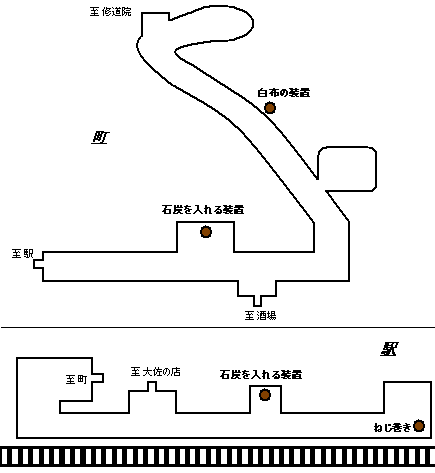 至 修道院
白布の装置
町
石炭を入れる装置
至 駅
至 酒場
駅
至 大佐の店
至 町
石炭を入れる装置
ねじ巻き